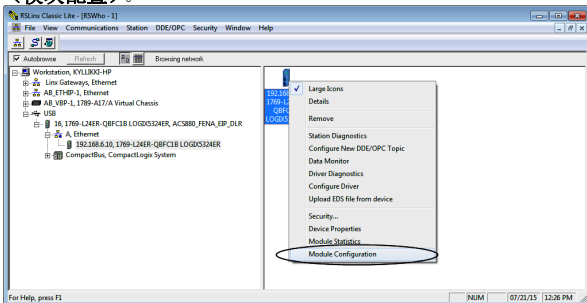 《模块配置》。
RSLinx Classic Lite - [RSWho - 1]
File View Communications Station DDE/OPC Security Window Help
Autobrowse Refresh Browsing network
Workstation, KYLLIKKI-HP
Linx Gateways, Ethernet
AB_ETHIP-1, Ethernet
AB_VBP-1, 1789-A17/A Virtual Chassis
USB
16, 1769-L24ER-QBFC1B LOGIX5324ER, ACS880_FENA_EIP_DLR
A, Ethernet
192.168.6.10, 1769-L24ER-QBFC1B LOGIX5324ER
CompactBus, CompactLogix System
192.168
1769-L2
QBFC
LOGIX5
Large Icons
Details
Remove
Station Diagnostics
Configure New DDE/OPC Topic
Data Monitor
Driver Diagnostics
Configure Driver
Upload EDS file from device
Security...
Device Properties
Module Statistics
Module Configuration
For Help, press F1
NUM 07/21/15 12:26 PM